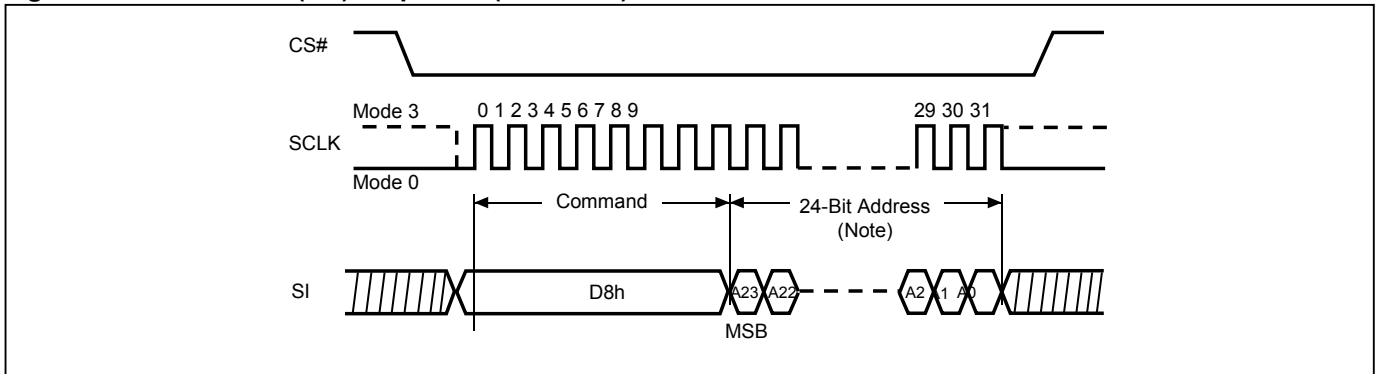 CS#
Mode 3
0 1 2 3 4 5 6 7 8 9
29 30 31
SCLK
Mode 0
Command
24-Bit Address
(Note)
SI
D8h
A23
A22
A2
A1
A0
MSB